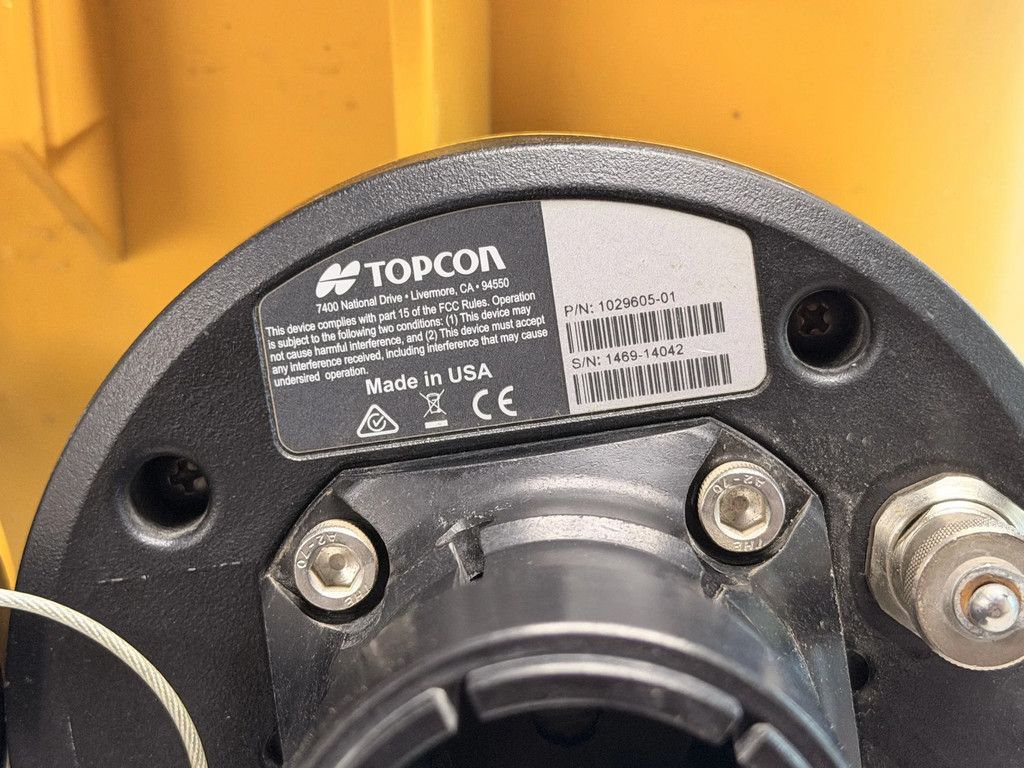 TOPCON
7400 National Drive • Livermore, CA • 94550
This device complies with part 15 of the FCC Rules. Operation
is subject to the following two conditions: (1) This device may
not cause harmful interference, and (2) This device must accept
any interference received, including interference that may cause
undersired operation.
Made in USA
CE
P/N: 1029605-01
S/N: 1469-14042
A2-70
THE
A2-70
THE